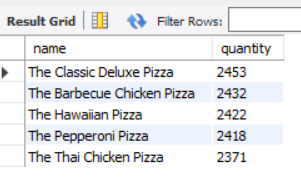 Result Grid Filter Rows:
name quantity
The Classic Deluxe Pizza 2453
The Barbecue Chicken Pizza 2432
The Hawaiian Pizza 2422
The Pepperoni Pizza 2418
The Thai Chicken Pizza 2371